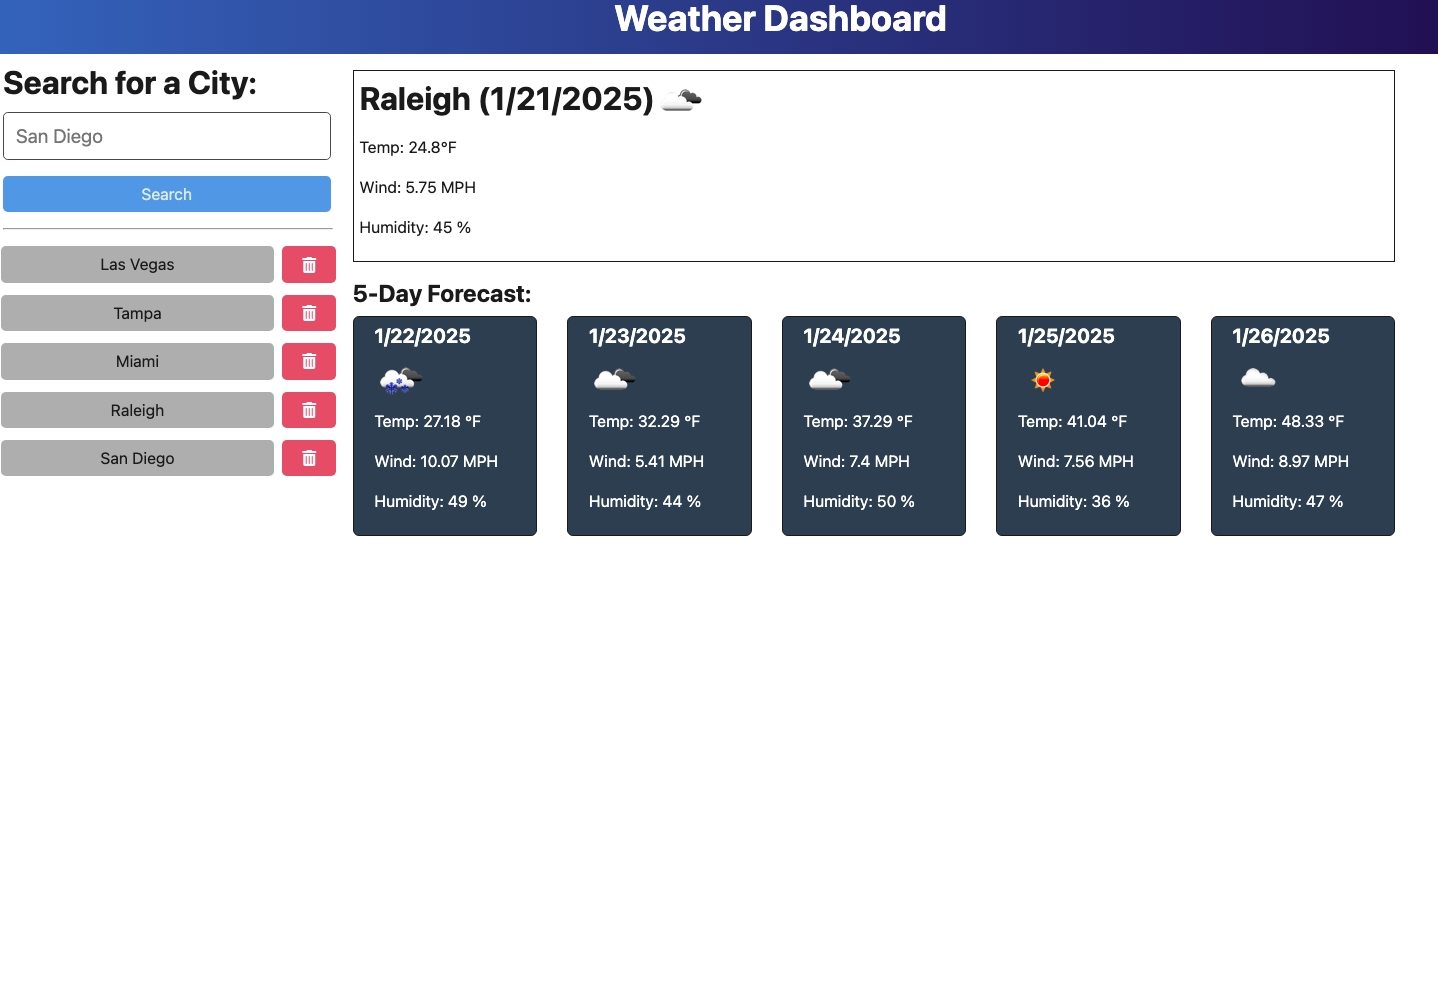 Weather Dashboard
Search for a City:
San Diego
Search
Las Vegas
Tampa
Miami
Raleigh
San Diego
Raleigh (1/21/2025)
Temp: 24.8°F
Wind: 5.75 MPH
Humidity: 45 %
5-Day Forecast:
1/22/2025
Temp: 27.18 °F
Wind: 10.07 MPH
Humidity: 49 %
1/23/2025
Temp: 32.29 °F
Wind: 5.41 MPH
Humidity: 44 %
1/24/2025
Temp: 37.29 °F
Wind: 7.4 MPH
Humidity: 50 %
1/25/2025
Temp: 41.04 °F
Wind: 7.56 MPH
Humidity: 36 %
1/26/2025
Temp: 48.33 °F
Wind: 8.97 MPH
Humidity: 47 %